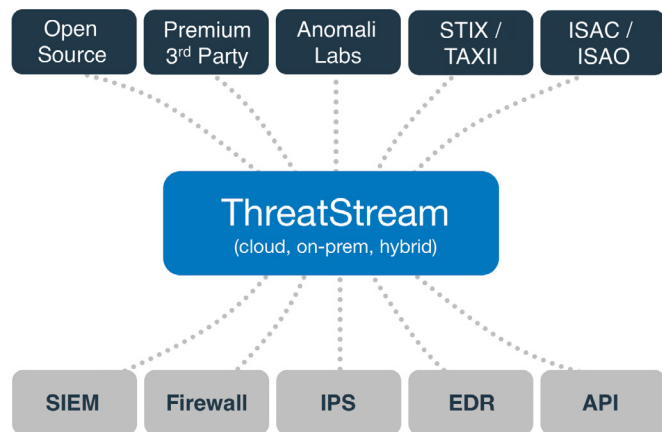 Open
Source
Premium
3rd Party
Anomali
Labs
STIX /
TAXII
ISAC /
ISAO
ThreatStream
(cloud, on-prem, hybrid)
SIEM
Firewall
IPS
EDR
API